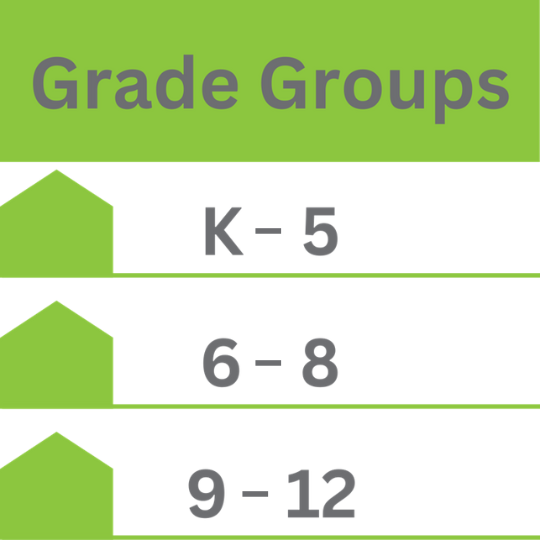 Grade Groups
K – 5
6 – 8
9 – 12